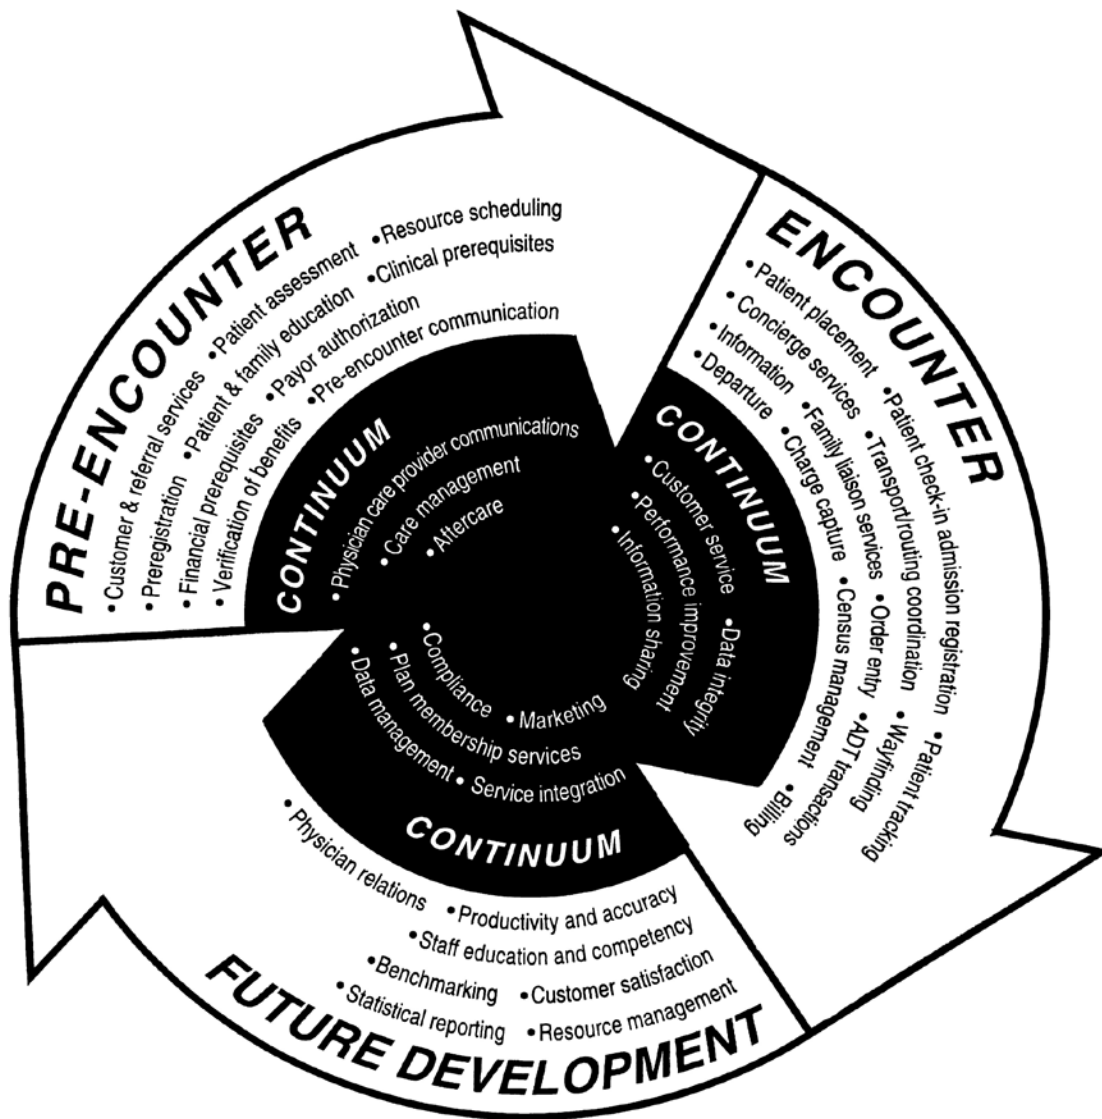 PRE-ENCOUNTER
•Customer & referral services •Patient assessment •Resource scheduling
•Preregistration •Patient & family education •Clinical prerequisites
•Financial prerequisites •Payor authorization
•Verification of benefits •Pre-encounter communication
CONTINUUM
•Physician care provider communications
•Care management
•Aftercare
ENCOUNTER
•Patient placement •Patient check-in admission registration •Patient tracking
•Concierge services •Transport/routing coordination •Wayfinding
•Information •Family liaison services •Order entry •ADT transactions
•Departure •Charge capture •Census management •Billing
CONTINUUM
•Customer service •Data integrity
•Performance improvement
•Information sharing
•Compliance •Marketing
•Plan membership services
•Data management •Service integration
CONTINUUM
•Physician relations •Productivity and accuracy
•Staff education and competency
•Benchmarking •Customer satisfaction
•Statistical reporting •Resource management
FUTURE DEVELOPMENT